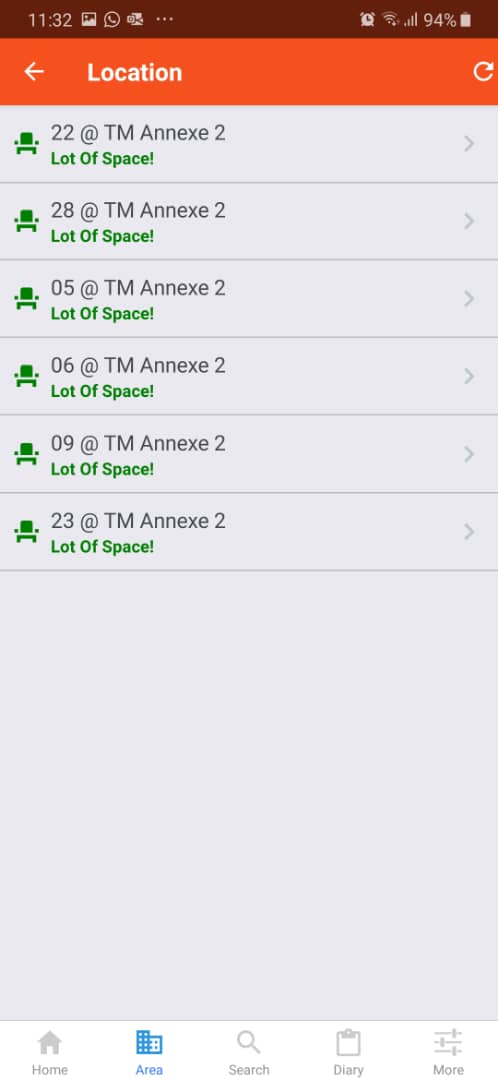 11:32 94%
Location
22 @ TM Annexe 2
Lot Of Space!
28 @ TM Annexe 2
Lot Of Space!
05 @ TM Annexe 2
Lot Of Space!
06 @ TM Annexe 2
Lot Of Space!
09 @ TM Annexe 2
Lot Of Space!
23 @ TM Annexe 2
Lot Of Space!
Home Area Search Diary More